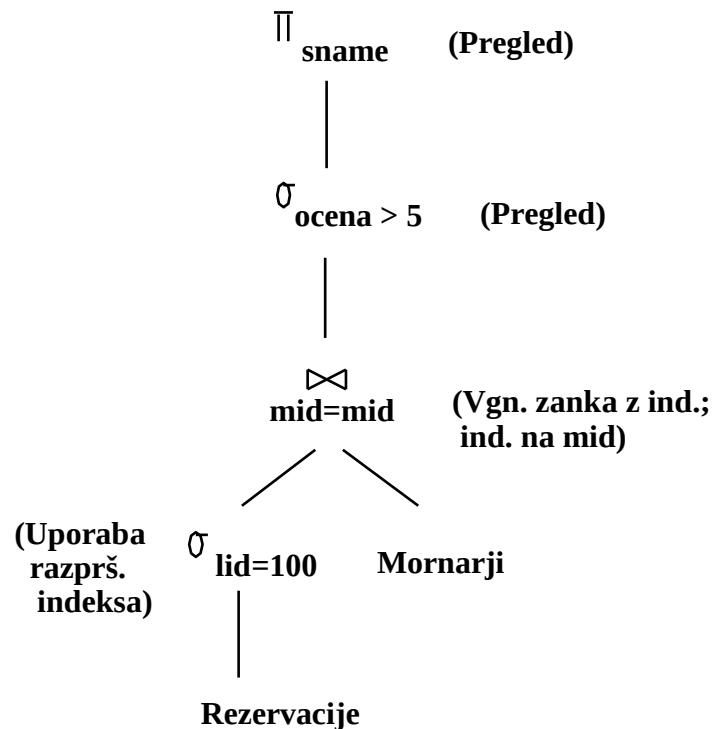 π sname (Pregled)
σ ocena > 5 (Pregled)
⋈
mid=mid (Vgn. zanka z ind.;
ind. na mid)
(Uporaba
razprš.
indeksa)
σ lid=100
Mornarji
Rezervacije